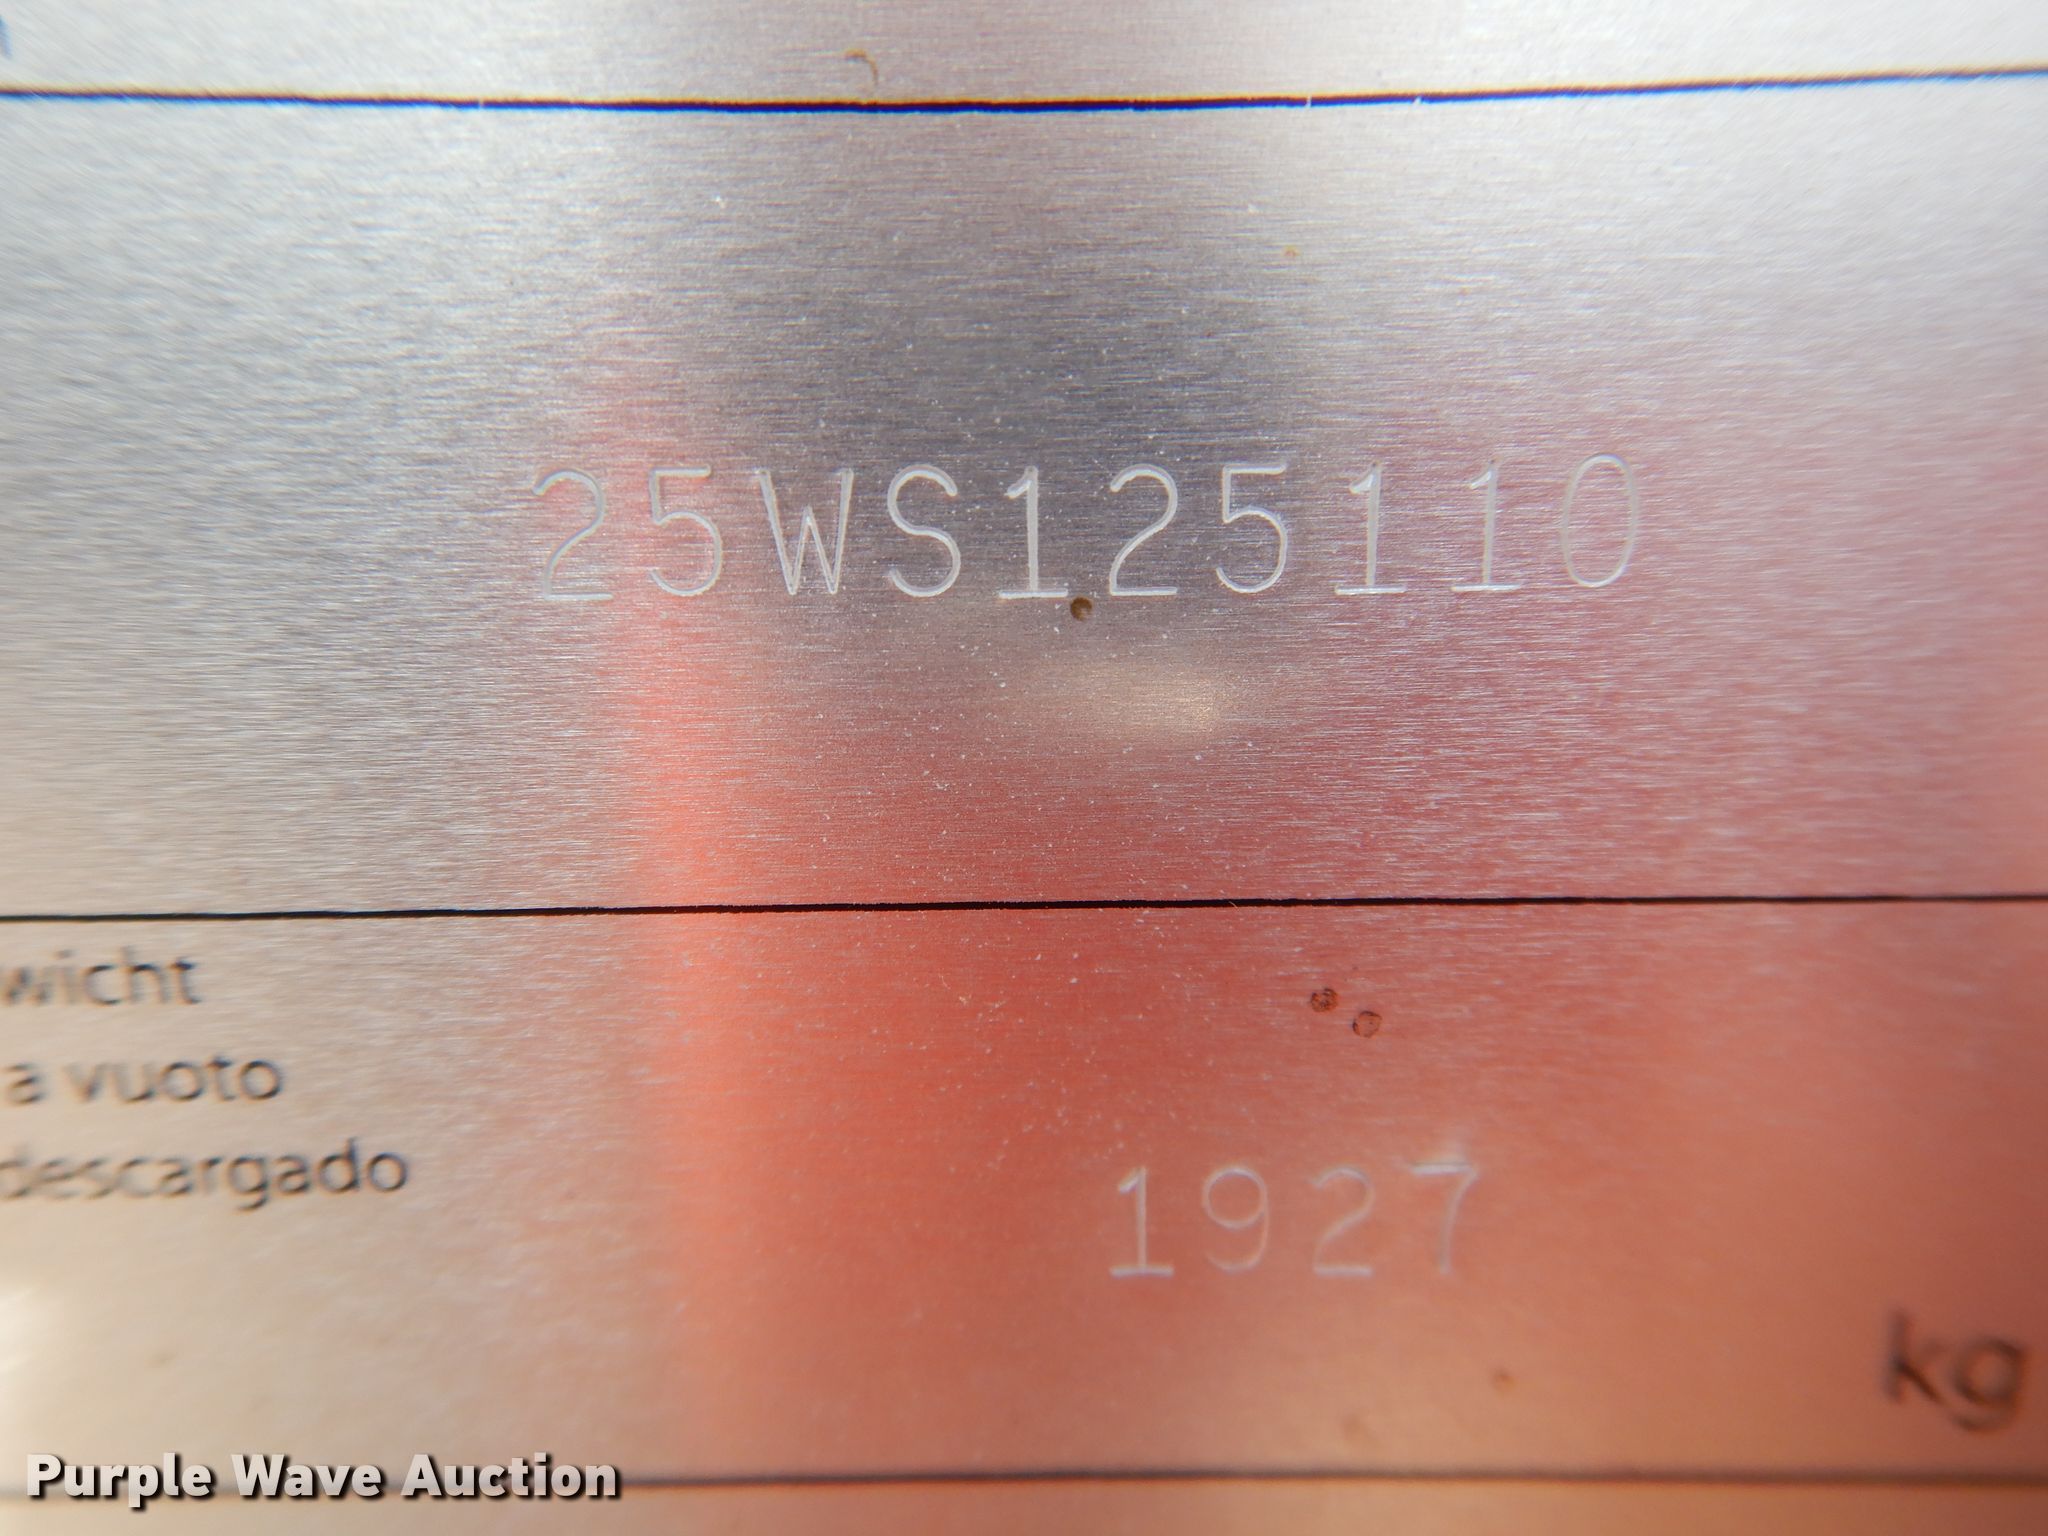 25WS125110
wicht
a vuoto
descargado
1927
kg
Purple Wave Auction